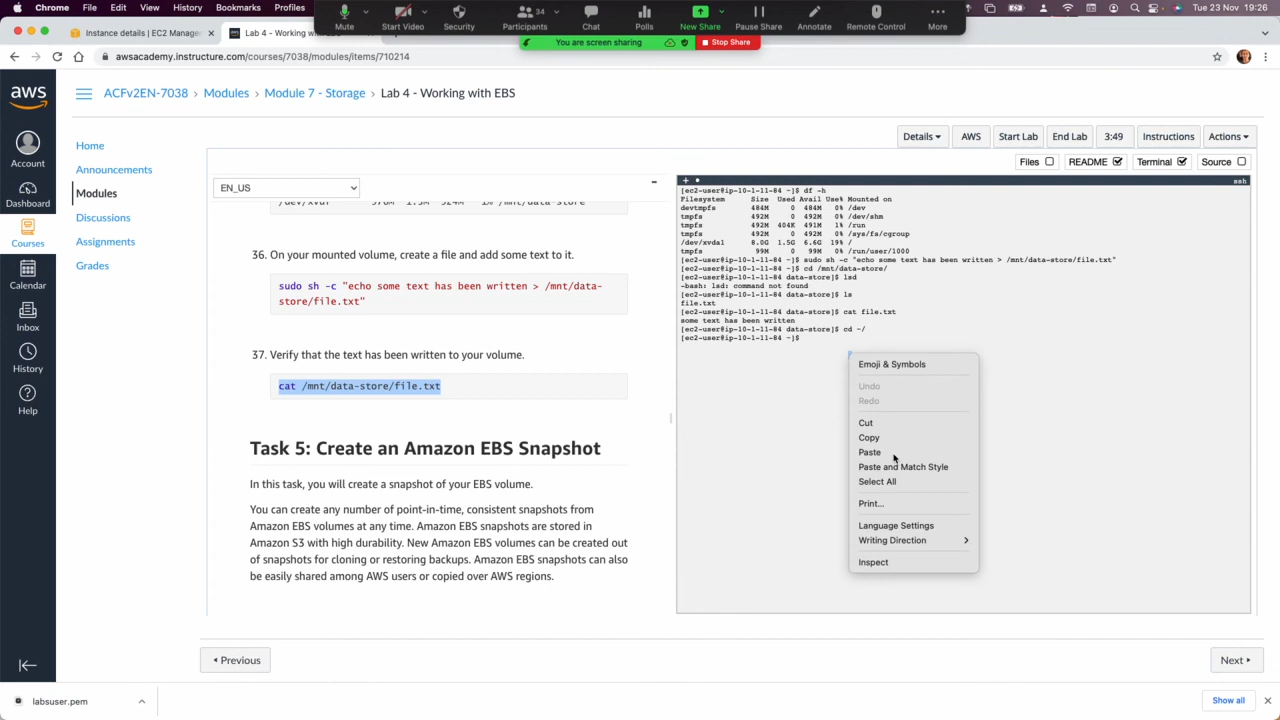 Chrome
Mute
Start Video
Security
34
Participants
Chat
Polls
New Share
Pause Share
Annotate
Remote Control
More
You are screen sharing
Stop Share
Instance details | EC2 Manage
Lab 4 - Working with EBS
awsacademy.instructure.com/courses/7038/modules/items/710214
aws
Account
Dashboard
Courses
Calendar
Inbox
History
Help
ACFv2EN-7038 > Modules > Module 7 - Storage > Lab 4 - Working with EBS
Home
Announcements
Modules
Discussions
Assignments
Grades
Details
AWS
Start Lab
End Lab
3:49
Instructions
Actions
Files
README
Terminal
Source
EN_US
36. On your mounted volume, create a file and add some text to it.
sudo sh -c "echo some text has been written > /mnt/data-
store/file.txt"
37. Verify that the text has been written to your volume.
cat /mnt/data-store/file.txt
Task 5: Create an Amazon EBS Snapshot
In this task, you will create a snapshot of your EBS volume.
You can create any number of point-in-time, consistent snapshots from
Amazon EBS volumes at any time. Amazon EBS snapshots are stored in
Amazon S3 with high durability. New Amazon EBS volumes can be created out
of snapshots for cloning or restoring backups. Amazon EBS snapshots can also
be easily shared among AWS users or copied over AWS regions.
ssh
[ec2-user@ip-10-1-11-84 ~]$ df -h
Filesystem Size Used Avail Use% Mounted on
devtmpfs 484M 0 484M 0% /dev
tmpfs 492M 0 492M 0% /dev/shm
tmpfs 492M 404K 491M 1% /run
tmpfs 492M 0 492M 0% /sys/fs/cgroup
/dev/xvda1 8.0G 1.5G 6.6G 19% /
tmpfs 99M 0 99M 0% /run/user/1000
[ec2-user@ip-10-1-11-84 ~]$ sudo sh -c "echo some text has been written > /mnt/data-store/file.txt"
[ec2-user@ip-10-1-11-84 ~]$ cd /mnt/data-store/
[ec2-user@ip-10-1-11-84 data-store]$ lsd
-bash: lsd: command not found
[ec2-user@ip-10-1-11-84 data-store]$ ls
file.txt
[ec2-user@ip-10-1-11-84 data-store]$ cat file.txt
some text has been written
[ec2-user@ip-10-1-11-84 data-store]$ cd ~/
[ec2-user@ip-10-1-11-84 ~]$
Emoji & Symbols
Undo
Redo
Cut
Copy
Paste
Paste and Match Style
Select All
Print...
Language Settings
Writing Direction
Inspect
Previous
Next
labsuser.pem
Show all